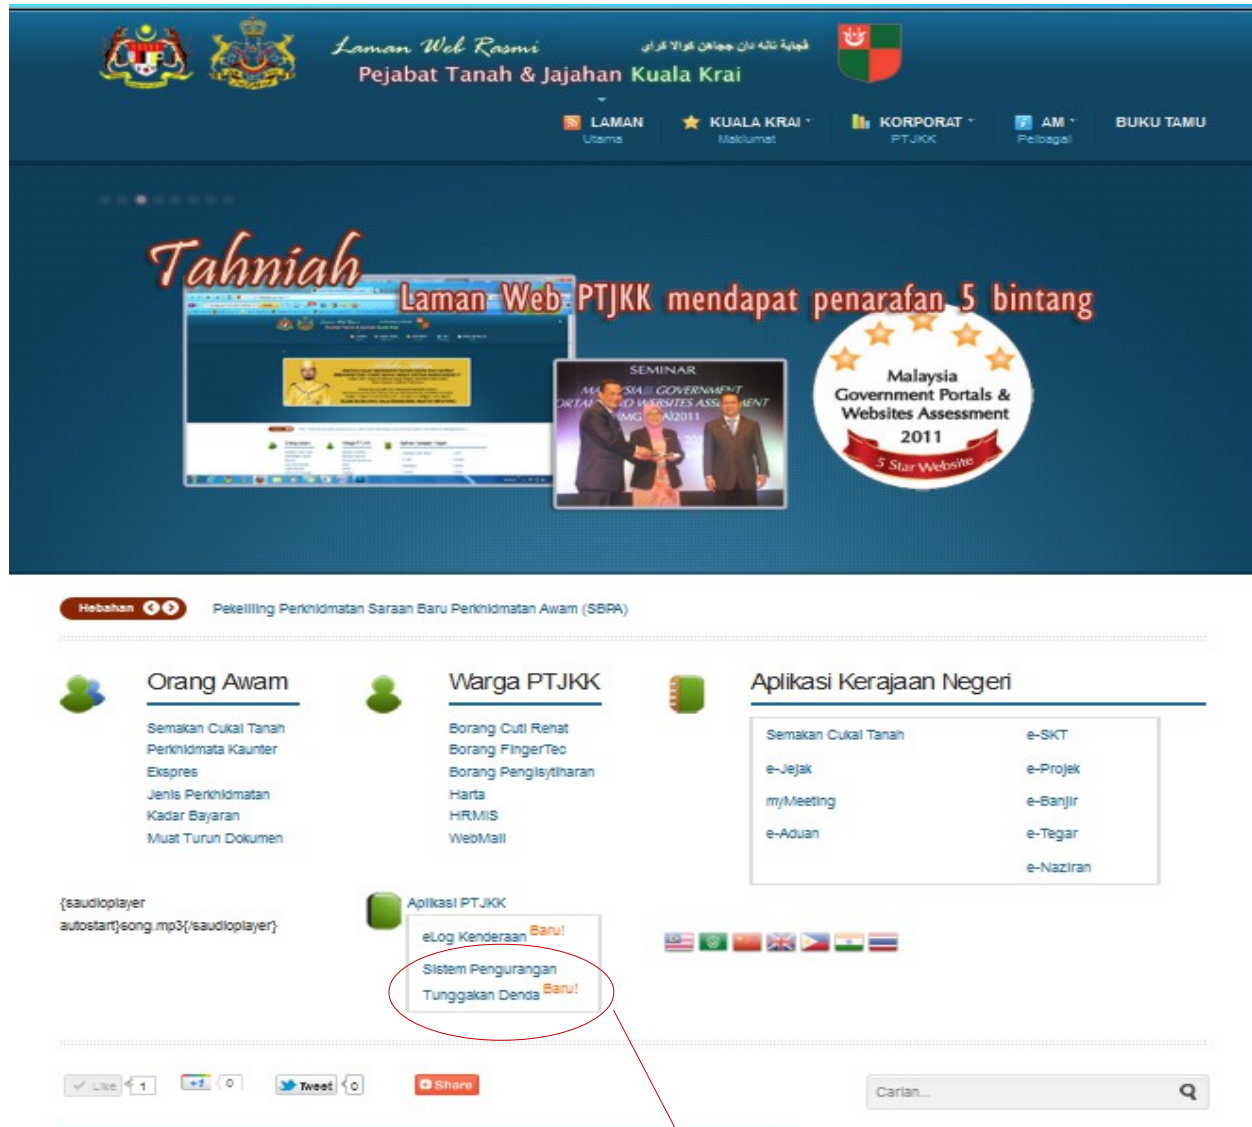 Laman Web Rasmi
Pejabat Tanah & Jajahan Kuala Krai
LAMAN
Utama
KUALA KRAI
Maklumat
KORPORAT
PTJKK
AM
Pelbagai
BUKU TAMU
Tahniah
Laman Web PTJKK mendapat penarafan 5 bintang
SEMINAR
Malaysia
Government Portals &
Websites Assessment
2011
5 Star Website
Hebahan
Pekeliling Perkhidmatan Saraan Baru Perkhidmatan Awam (SBPA)
Orang Awam
Semakan Cukai Tanah
Perkhidmata Kaunter
Ekspres
Jenis Perkhidmatan
Kadar Bayaran
Muat Turun Dokumen
Warga PTJKK
Borang Cuti Rehat
Borang FingerTec
Borang Pengisytiharan
Harta
HRMIS
WebMail
Aplikasi Kerajaan Negeri
Semakan Cukai Tanah
e-SKT
e-Jejak
e-Projek
myMeeting
e-Banjir
e-Aduan
e-Tegar
e-Naziran
{saudioplayer
autostart}song.mp3{/saudioplayer}
Aplikasi PTJKK
eLog Kenderaan Baru!
Sistem Pengurangan
Tunggakan Denda Baru!
Like 1
+1 0
Tweet 0
Share
Carian...